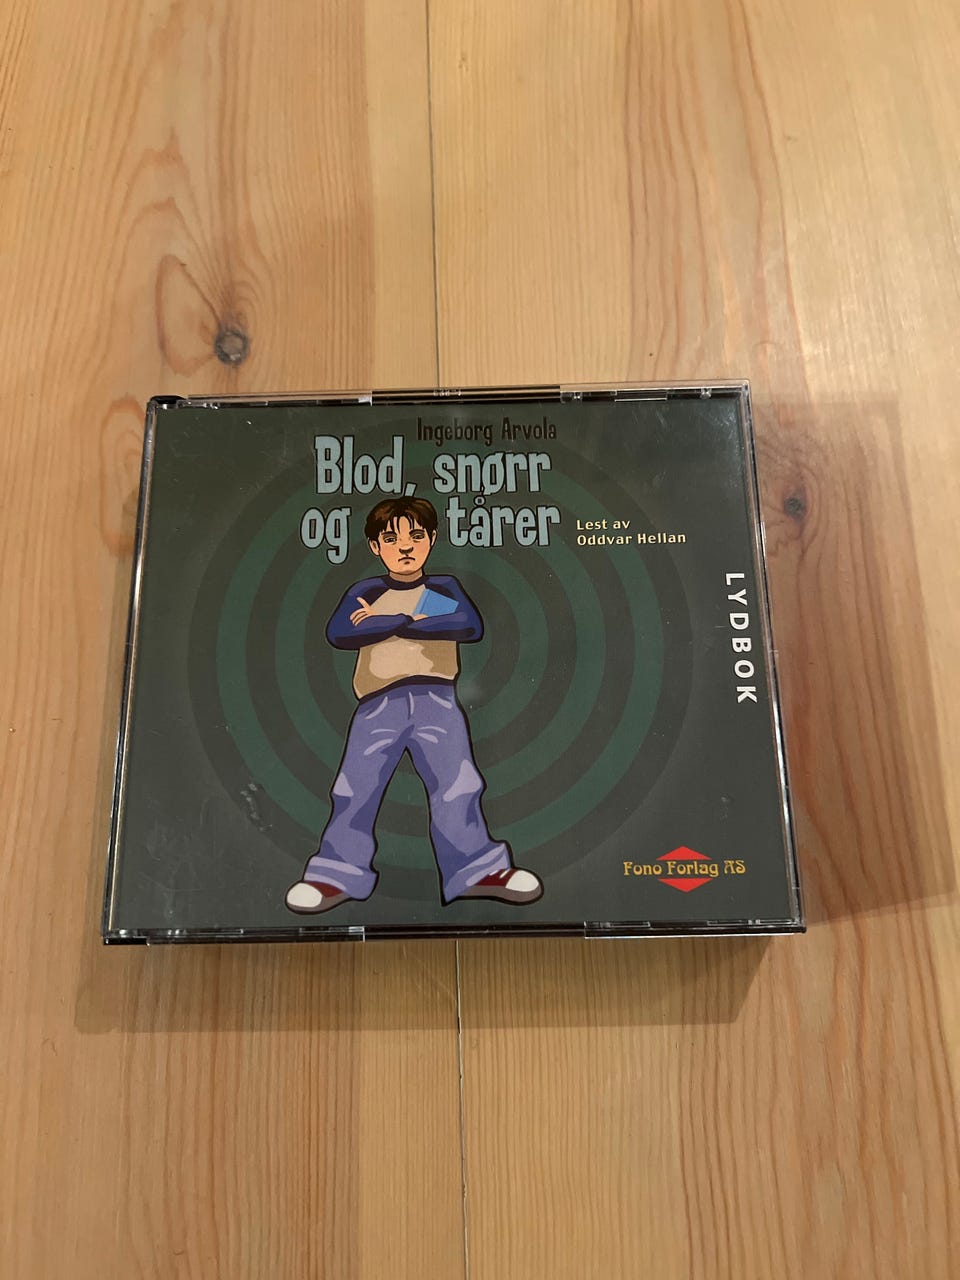 Ingeborg Arvola
Blod, snørr
og tårer
Lest av
Oddvar Hellan
LYDBOK
Fono Forlag AS